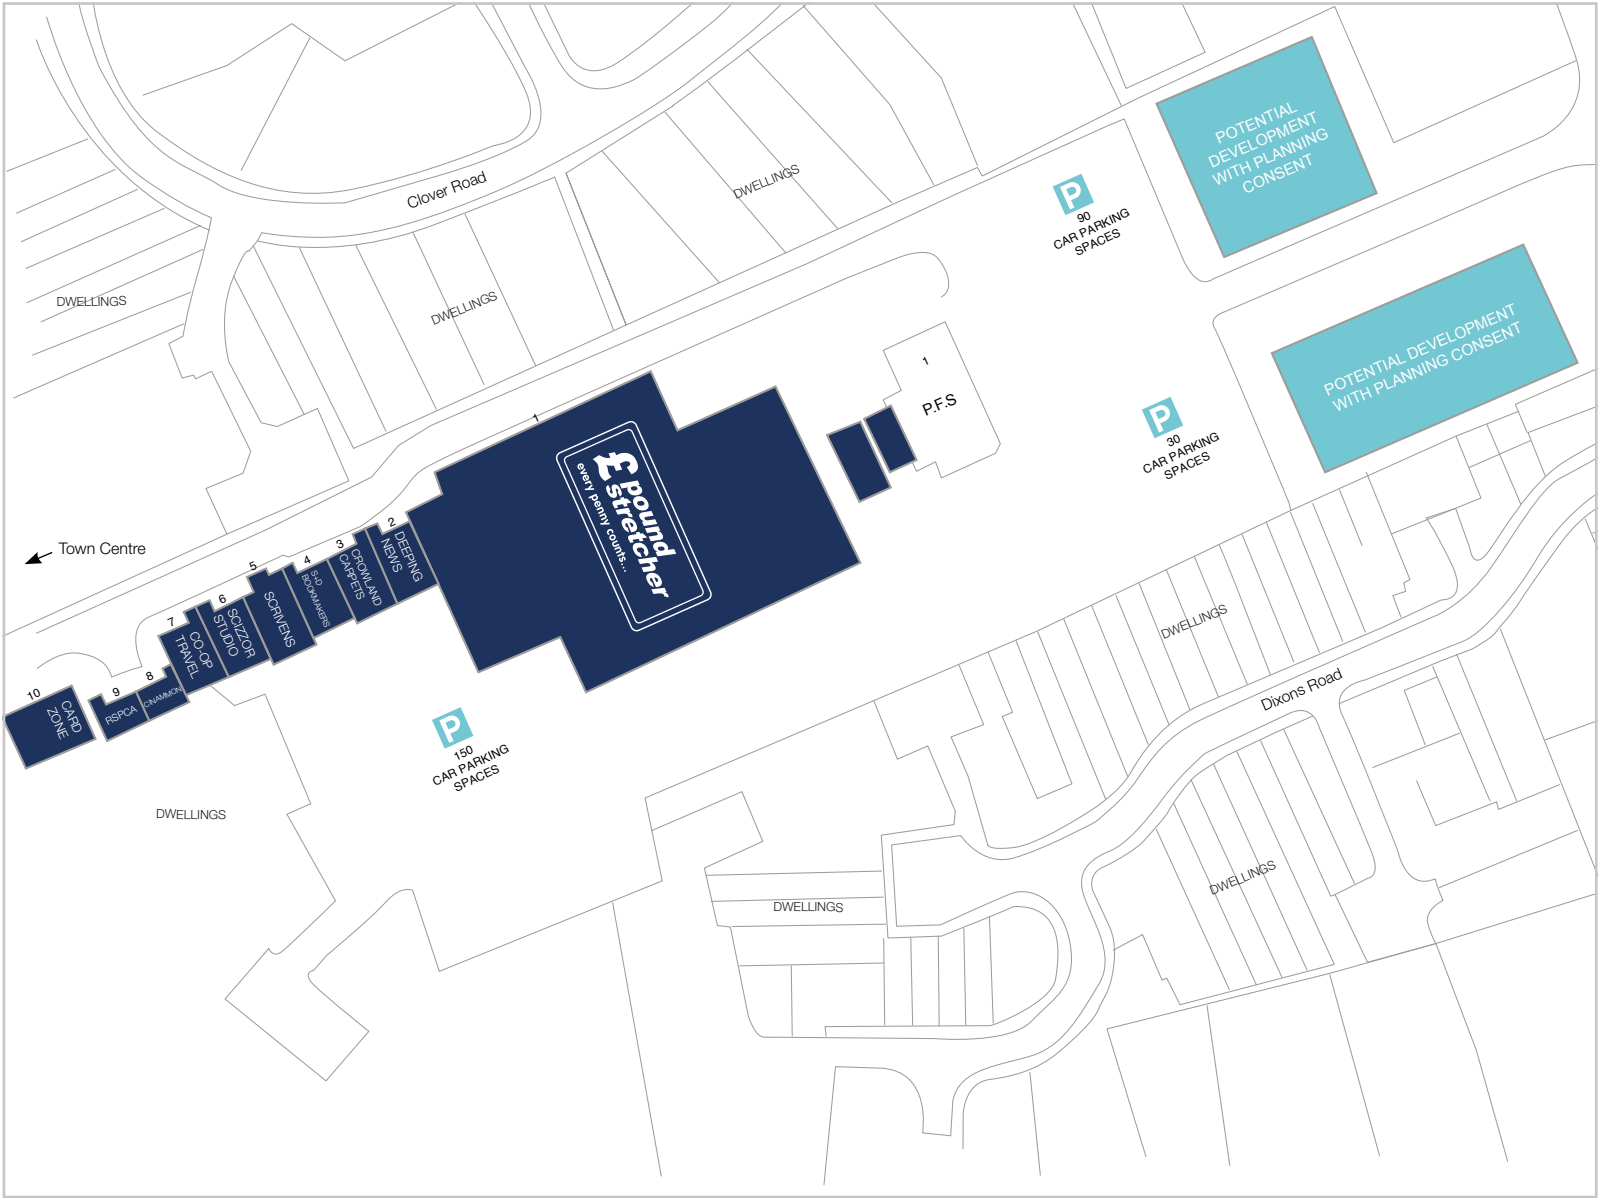 POTENTIAL
DEVELOPMENT
WITH PLANNING
CONSENT
P
90
CAR PARKING
SPACES
Clover Road
DWELLINGS
DWELLINGS
DWELLINGS
POTENTIAL DEVELOPMENT
WITH PLANNING CONSENT
1
P.F.S
P
30
CAR PARKING
SPACES
1
£ pound
stretcher
every penny counts...
Town Centre
2
DEEPING
NEWS
3
CROWLAND
CARPETS
4
S+D
BOOKMAKERS
5
SCRIVENS
6
SCIZZOR
STUDIO
7
CO-OP
TRAVEL
8
CINAMMON
9
RSPCA
10
CARD
ZONE
P
150
CAR PARKING
SPACES
DWELLINGS
DWELLINGS
Dixons Road
DWELLINGS
DWELLINGS